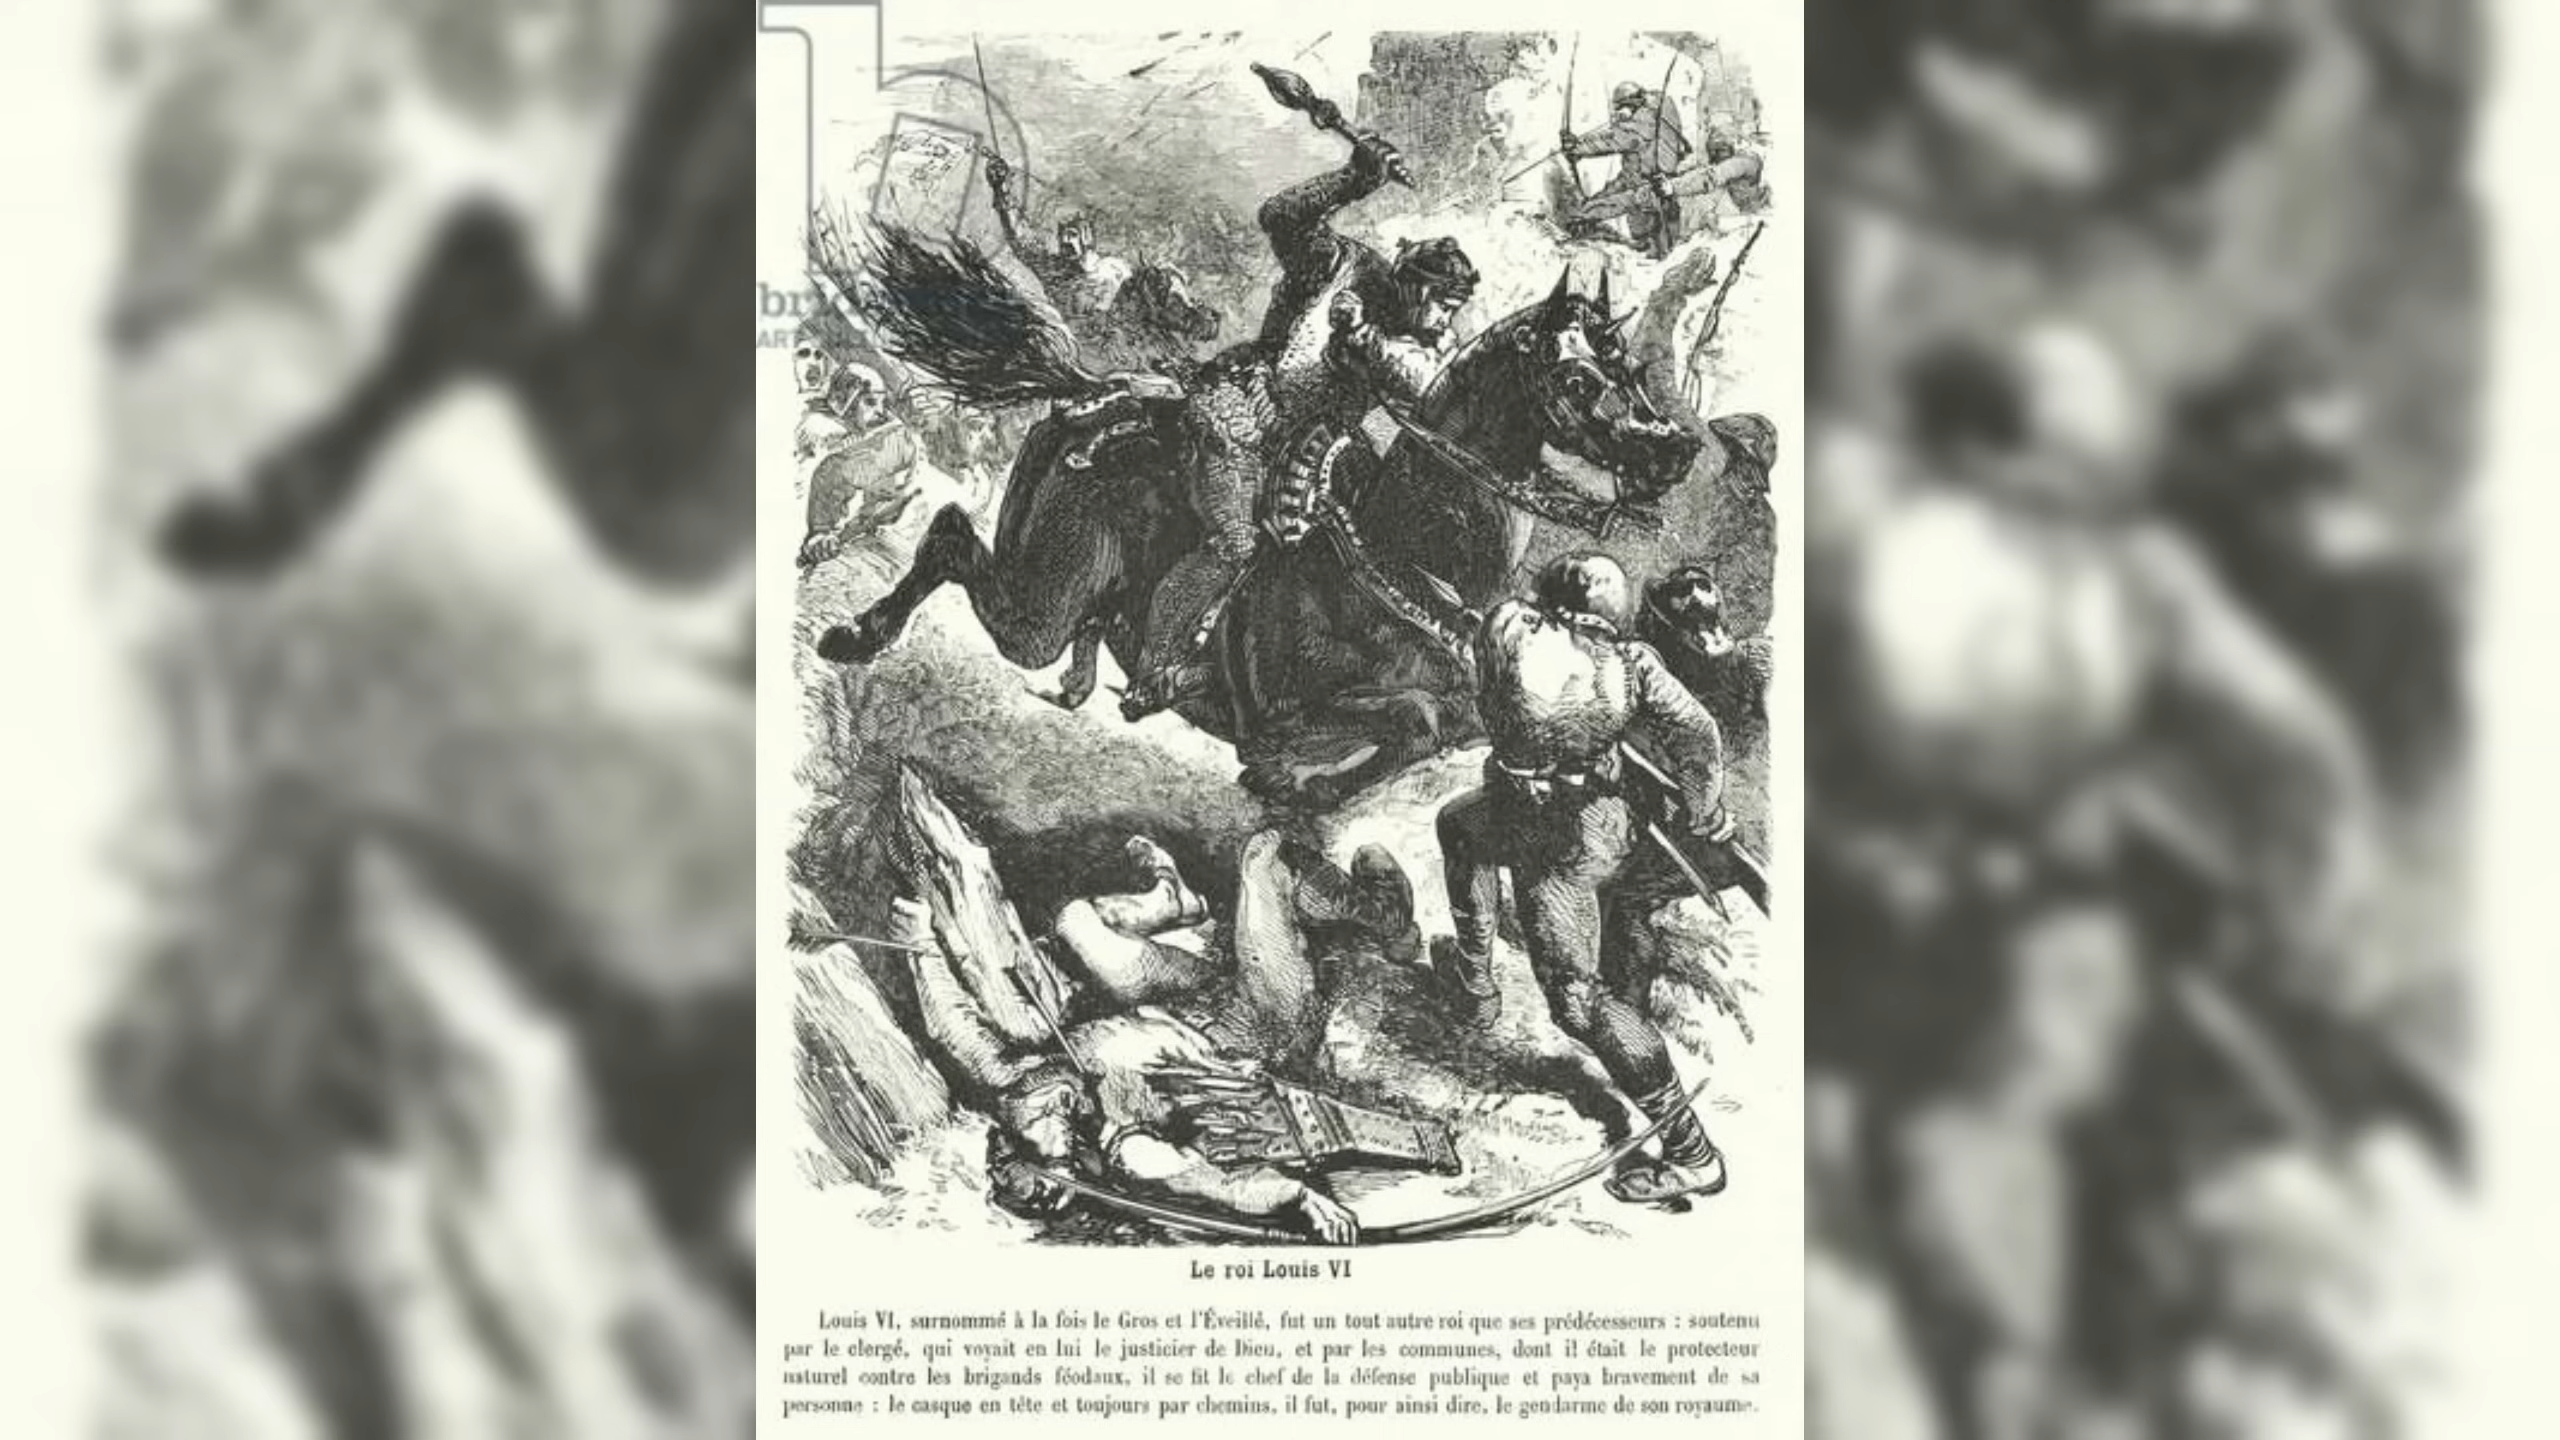 Le roi Louis VI
Louis VI, surnommé à la fois le Gros et l'Éveillé, fut un tout autre roi que ses prédécesseurs : soutenu
par le clergé, qui voyait en lui le justicier de Dieu, et par les communes, dont il était le protecteur
naturel contre les brigands féodaux, il se fit le chef de la défense publique et paya bravement de sa
personne : le casque en tête et toujours par chemins, il fut, pour ainsi dire, le gendarme de son royaume.